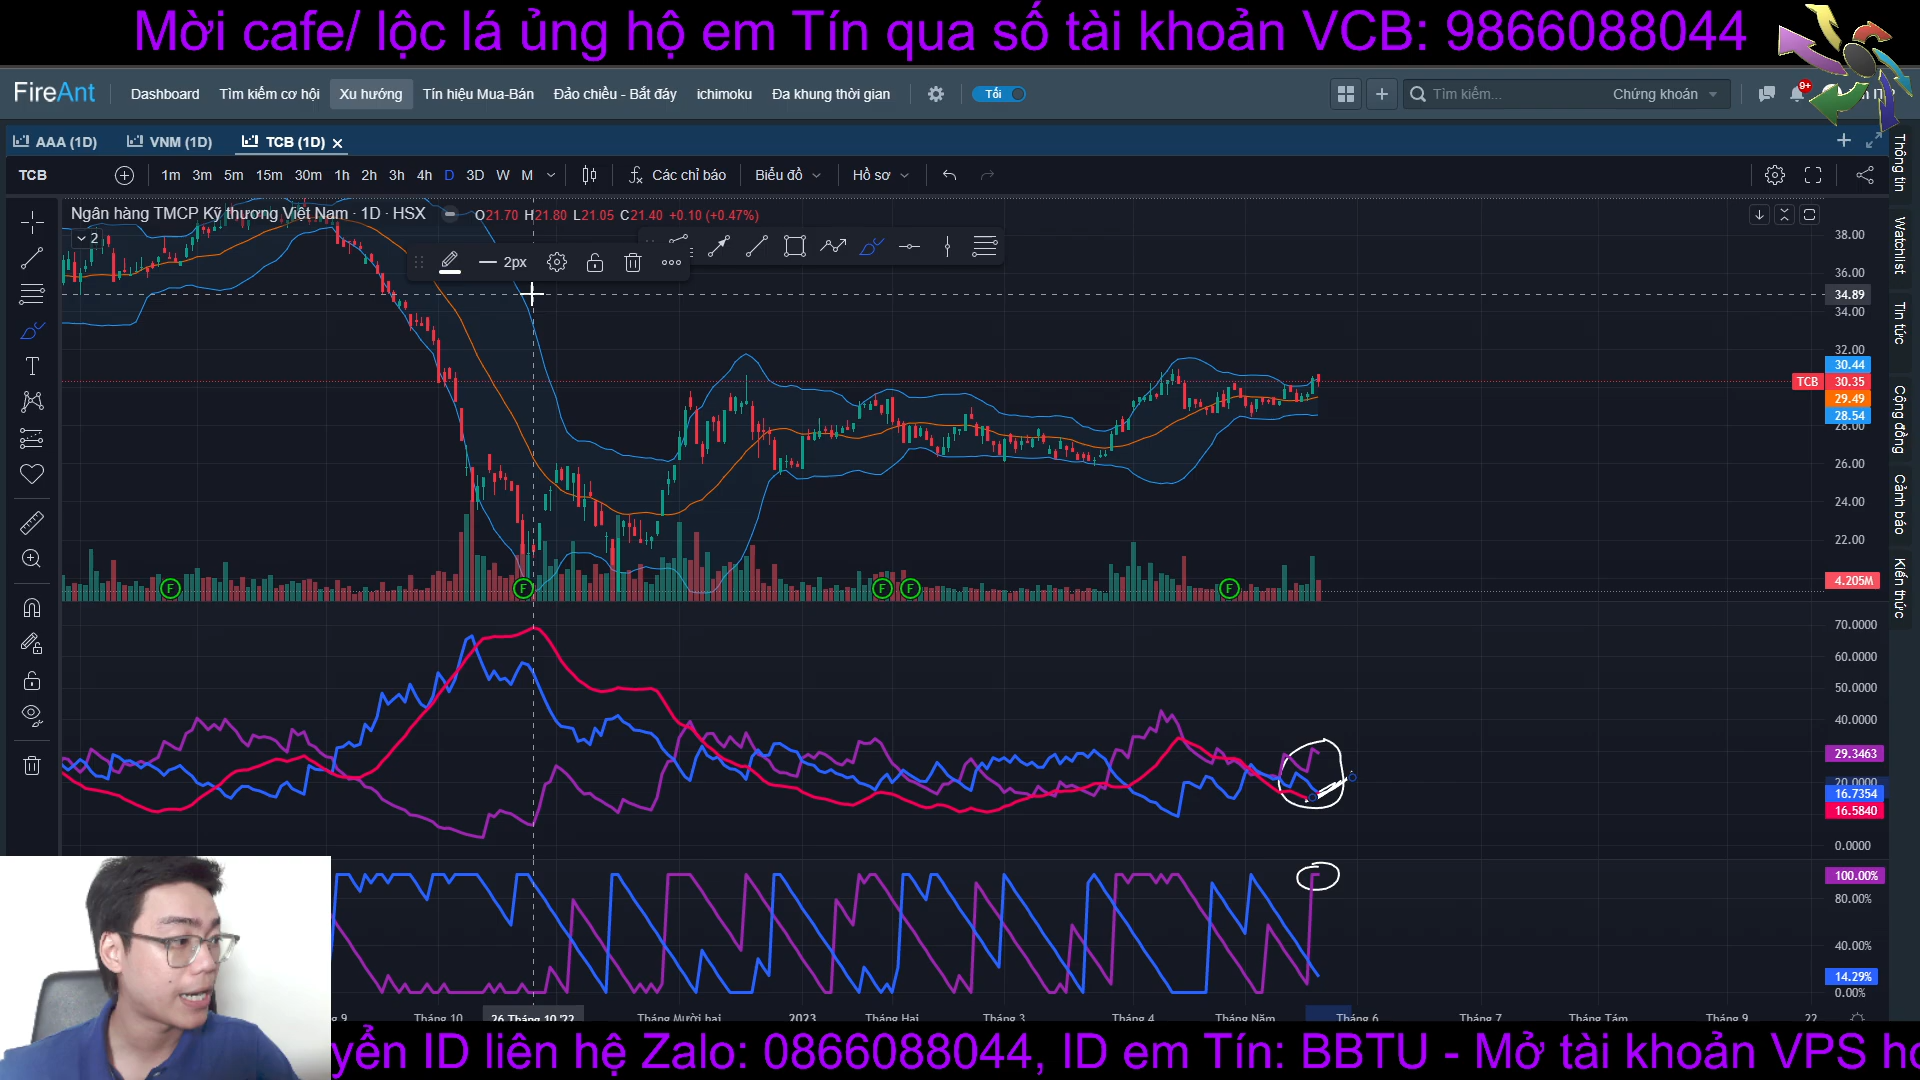 Mời cafe/ lộc lá ủng hộ em Tín qua số tài khoản VCB: 9866088044
FireAnt Dashboard Tìm kiếm cơ hội Xu hướng Tín hiệu Mua-Bán Đảo chiều - Bắt đáy ichimoku Đa khung thời gian Tối Tìm kiếm... Chứng khoán 9+
AAA (1D) VNM (1D) TCB (1D)
TCB 1m 3m 5m 15m 30m 1h 2h 3h 4h D 3D W M Các chỉ báo Biểu đồ Hồ sơ
Ngân hàng TMCP Kỹ thương Việt Nam · 1D · HSX O21.70 H21.80 L21.05 C21.40 +0.10 (+0.47%)
2
2px
38.00
36.00
34.89
34.00
32.00
30.44
TCB 30.35
29.49
28.54
28.00
26.00
24.00
22.00
4.205M
F F F F F
70.0000
60.0000
50.0000
40.0000
29.3463
20.0000
16.7354
16.5840
0.0000
100.00%
80.00%
40.00%
14.29%
0.00%
Tháng 10 26 Tháng 10 '22 Tháng Mười hai 2023 Tháng Hai Tháng 3 Tháng 4 Tháng Năm Tháng 6 Tháng 7 Tháng Tám Tháng 9 22
Thông tin
Watchlist
Tin tức
Cộng đồng
Cảnh báo
Kiến thức
yển ID liên hệ Zalo: 0866088044, ID em Tín: BBTU - Mở tài khoản VPS